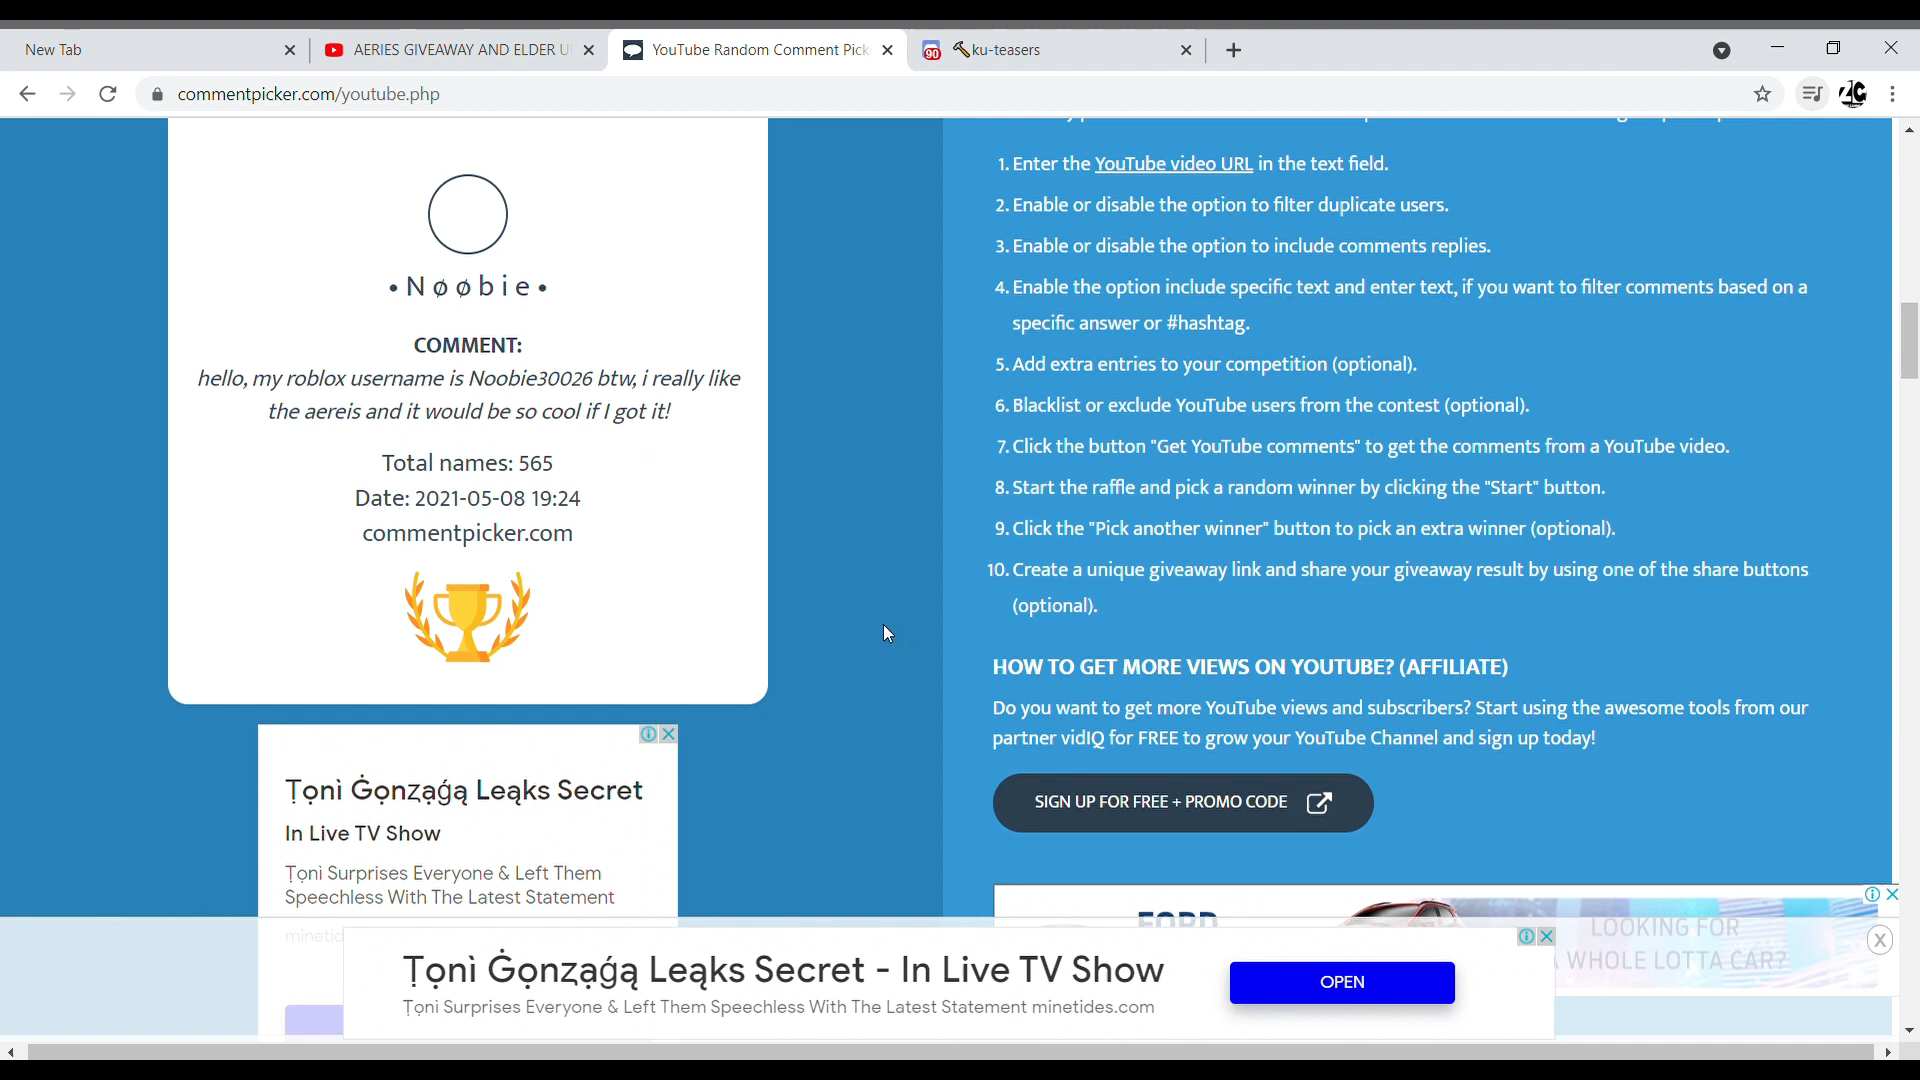 New Tab
AERIES GIVEAWAY AND ELDER U
YouTube Random Comment Pick
90
ku-teasers
commentpicker.com/youtube.php
• N ø ø b i e •
COMMENT:
hello, my roblox username is Noobie30026 btw, i really like
the aereis and it would be so cool if I got it!
Total names: 565
Date: 2021-05-08 19:24
commentpicker.com
1. Enter the YouTube video URL in the text field.
2. Enable or disable the option to filter duplicate users.
3. Enable or disable the option to include comments replies.
4. Enable the option include specific text and enter text, if you want to filter comments based on a
specific answer or #hashtag.
5. Add extra entries to your competition (optional).
6. Blacklist or exclude YouTube users from the contest (optional).
7. Click the button "Get YouTube comments" to get the comments from a YouTube video.
8. Start the raffle and pick a random winner by clicking the "Start" button.
9. Click the "Pick another winner" button to pick an extra winner (optional).
10. Create a unique giveaway link and share your giveaway result by using one of the share buttons
(optional).
HOW TO GET MORE VIEWS ON YOUTUBE? (AFFILIATE)
Do you want to get more YouTube views and subscribers? Start using the awesome tools from our
partner vidIQ for FREE to grow your YouTube Channel and sign up today!
SIGN UP FOR FREE + PROMO CODE
Ṭọnì Ġọnẓạǵą Leąks Secret
In Live TV Show
Ṭọnì Surprises Everyone & Left Them
Speechless With The Latest Statement
minetid
FORD
LOOKING FOR
A WHOLE LOTTA CAR?
Ṭọnì Ġọnẓạǵą Leąks Secret - In Live TV Show
Ṭọnì Surprises Everyone & Left Them Speechless With The Latest Statement minetides.com
OPEN